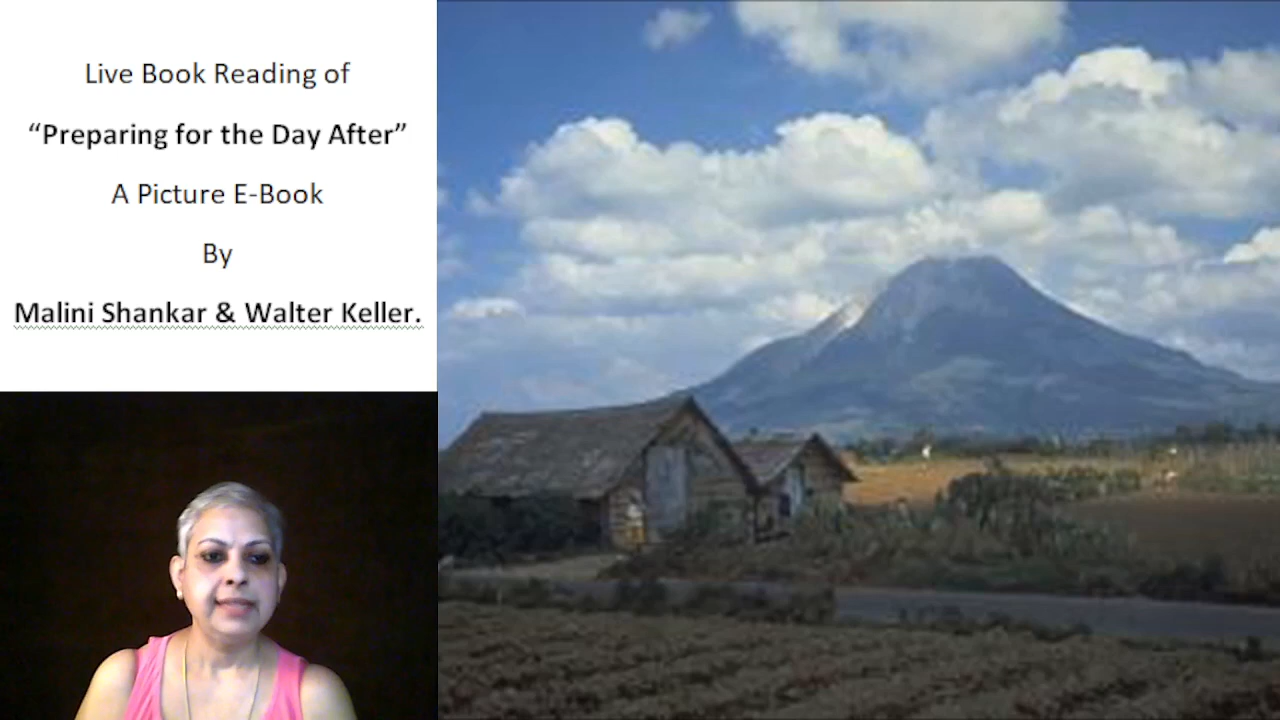 Live Book Reading of
“Preparing for the Day After”
A Picture E-Book
By
Malini Shankar & Walter Keller.